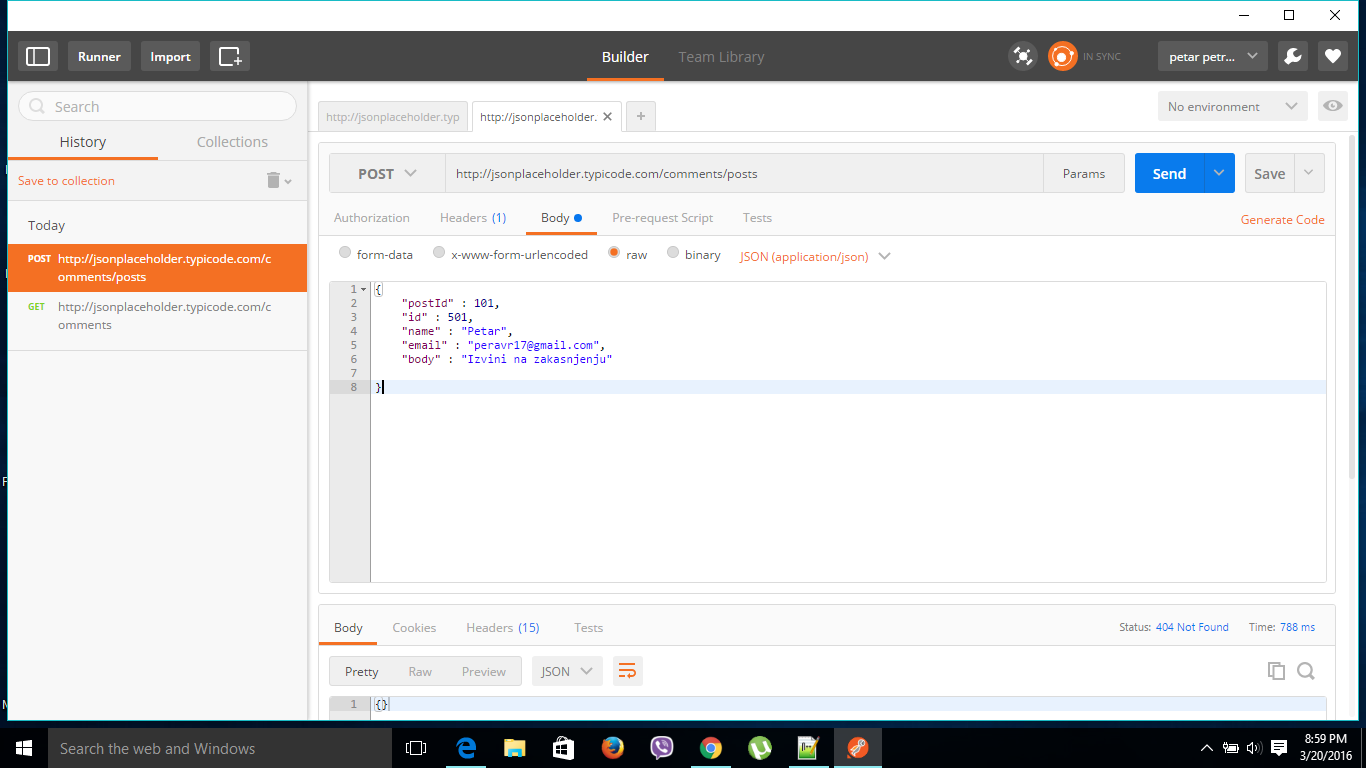 Runner
Import
Builder
Team Library
IN SYNC
petar petr...
Search
History
Collections
Save to collection
Today
POST http://jsonplaceholder.typicode.com/c
omments/posts
GET http://jsonplaceholder.typicode.com/c
omments
http://jsonplaceholder.typ
http://jsonplaceholder.
No environment
POST
http://jsonplaceholder.typicode.com/comments/posts
Params
Send
Save
Authorization
Headers (1)
Body
Pre-request Script
Tests
Generate Code
form-data
x-www-form-urlencoded
raw
binary
JSON (application/json)
1 {
2 "postId" : 101,
3 "id" : 501,
4 "name" : "Petar",
5 "email" : "peravr17@gmail.com",
6 "body" : "Izvini na zakasnjenju"
7
8 }
Body
Cookies
Headers (15)
Tests
Status: 404 Not Found
Time: 788 ms
Pretty
Raw
Preview
JSON
1 {}
Search the web and Windows
8:59 PM
3/20/2016